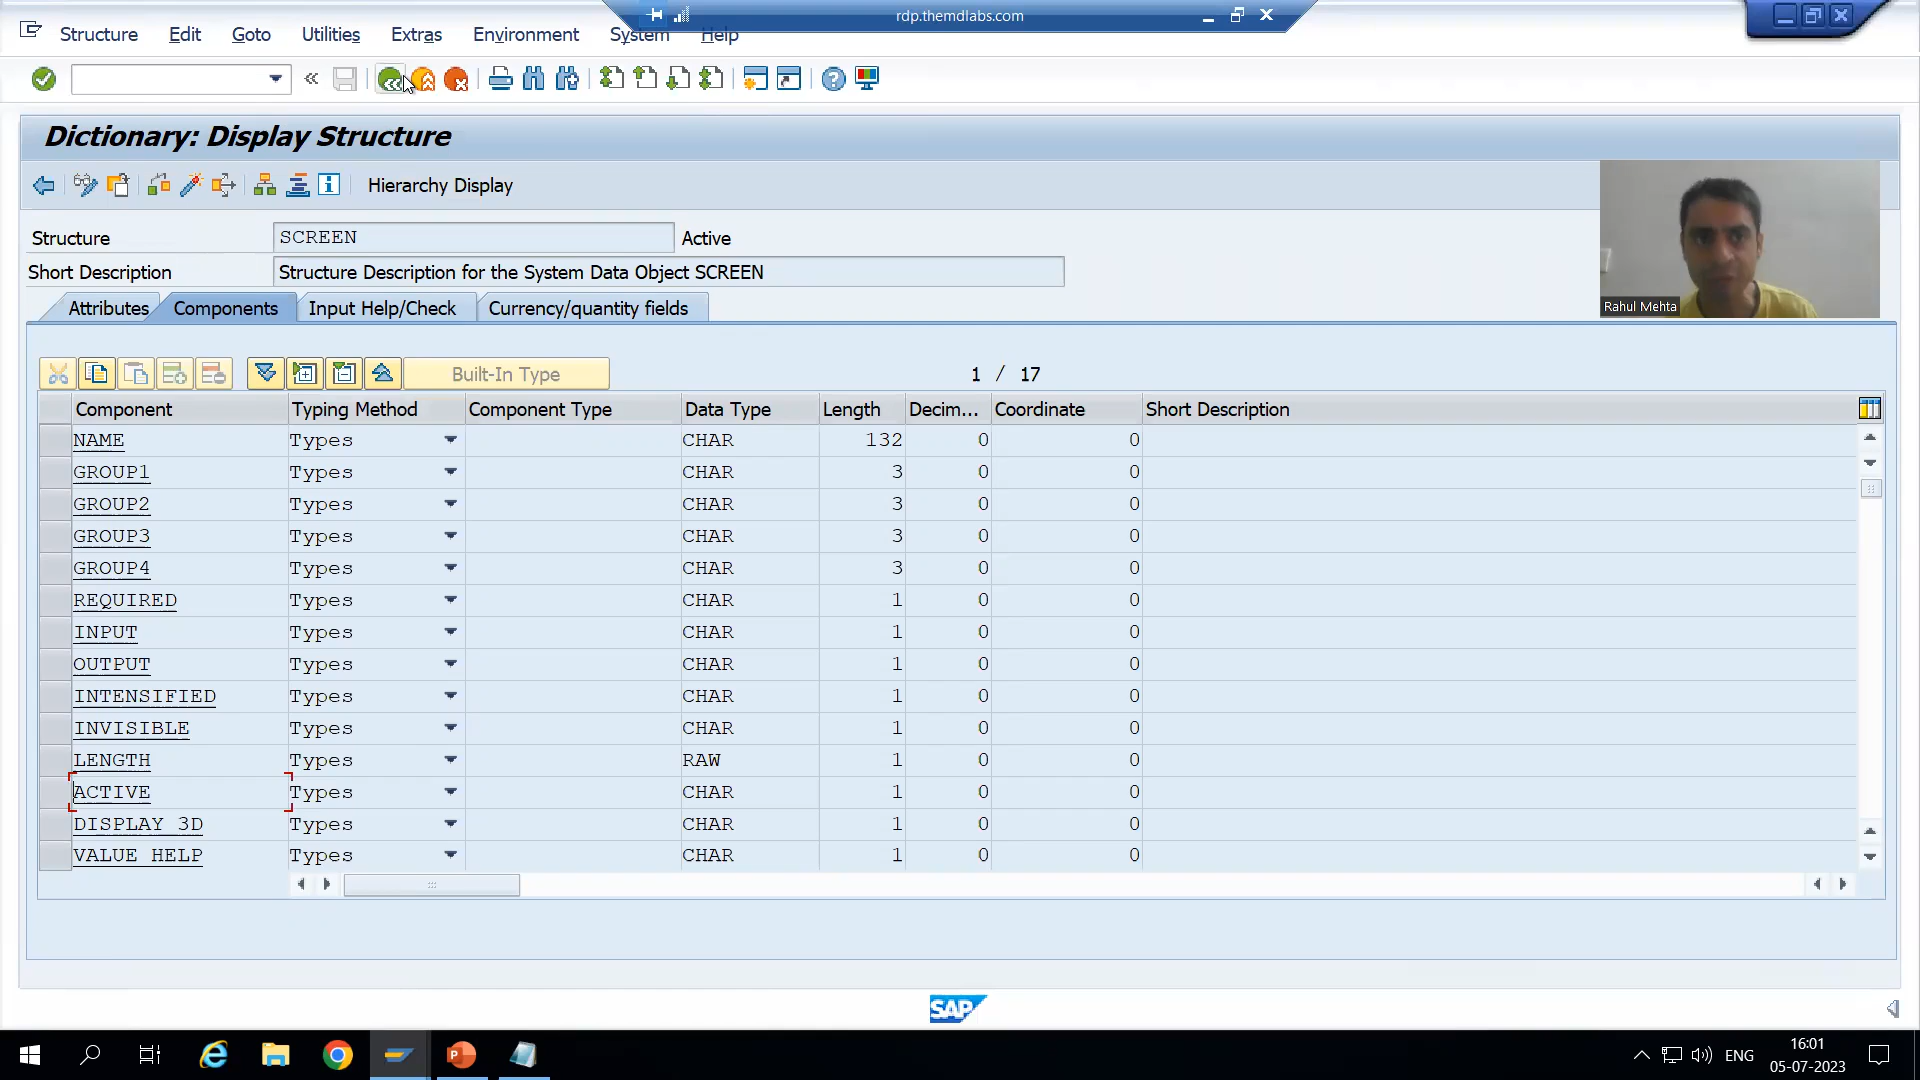 rdp.themdlabs.com
Structure Edit Goto Utilities Extras Environment System Help
Dictionary: Display Structure
Hierarchy Display
Structure SCREEN Active
Short Description Structure Description for the System Data Object SCREEN
Attributes Components Input Help/Check Currency/quantity fields
Rahul Mehta
Built-In Type 1 / 17
Component Typing Method Component Type Data Type Length Decim... Coordinate Short Description
NAME Types CHAR 132 0 0
GROUP1 Types CHAR 3 0 0
GROUP2 Types CHAR 3 0 0
GROUP3 Types CHAR 3 0 0
GROUP4 Types CHAR 3 0 0
REQUIRED Types CHAR 1 0 0
INPUT Types CHAR 1 0 0
OUTPUT Types CHAR 1 0 0
INTENSIFIED Types CHAR 1 0 0
INVISIBLE Types CHAR 1 0 0
LENGTH Types RAW 1 0 0
ACTIVE Types CHAR 1 0 0
DISPLAY_3D Types CHAR 1 0 0
VALUE_HELP Types CHAR 1 0 0
SAP
ENG
16:01
05-07-2023